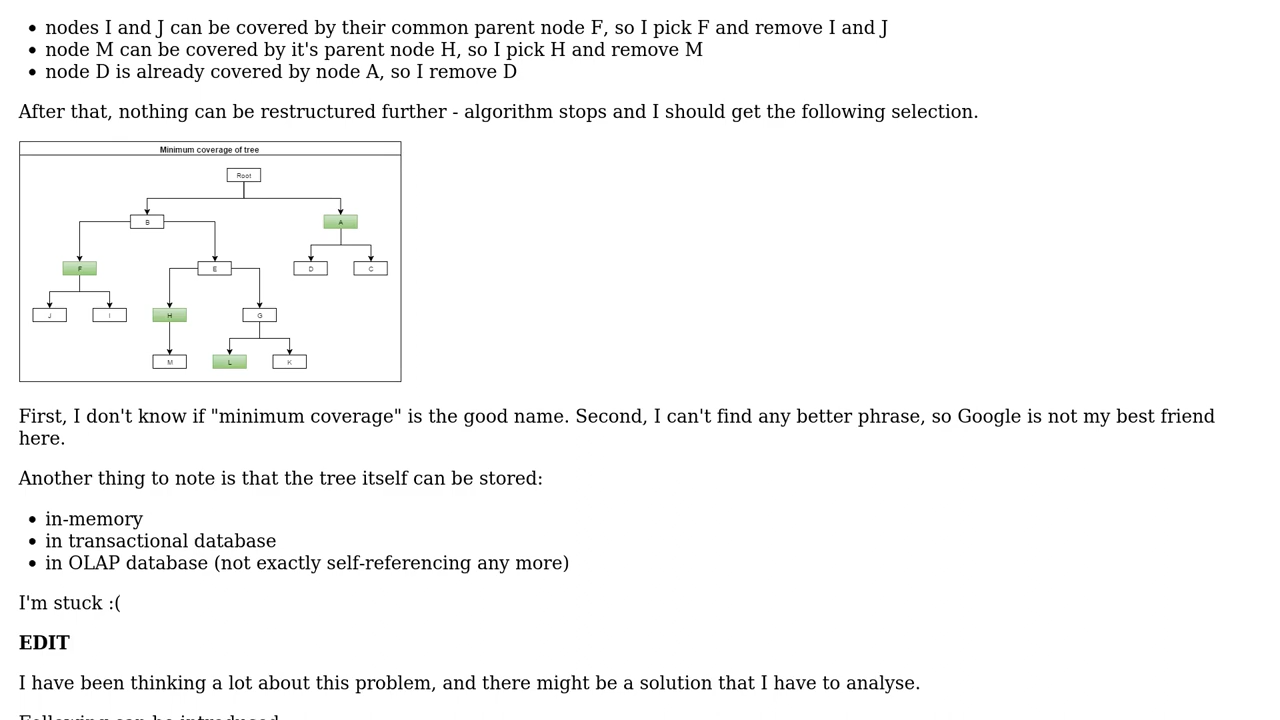 nodes I and J can be covered by their common parent node F, so I pick F and remove I and J
node M can be covered by it's parent node H, so I pick H and remove M
node D is already covered by node A, so I remove D
After that, nothing can be restructured further - algorithm stops and I should get the following selection.
Minimum coverage of tree
Root
B
A
F
E
D
C
J
I
H
G
M
L
K
First, I don't know if "minimum coverage" is the good name. Second, I can't find any better phrase, so Google is not my best friend
here.
Another thing to note is that the tree itself can be stored:
in-memory
in transactional database
in OLAP database (not exactly self-referencing any more)
I'm stuck :(
EDIT
I have been thinking a lot about this problem, and there might be a solution that I have to analyse.
Following can be introduced